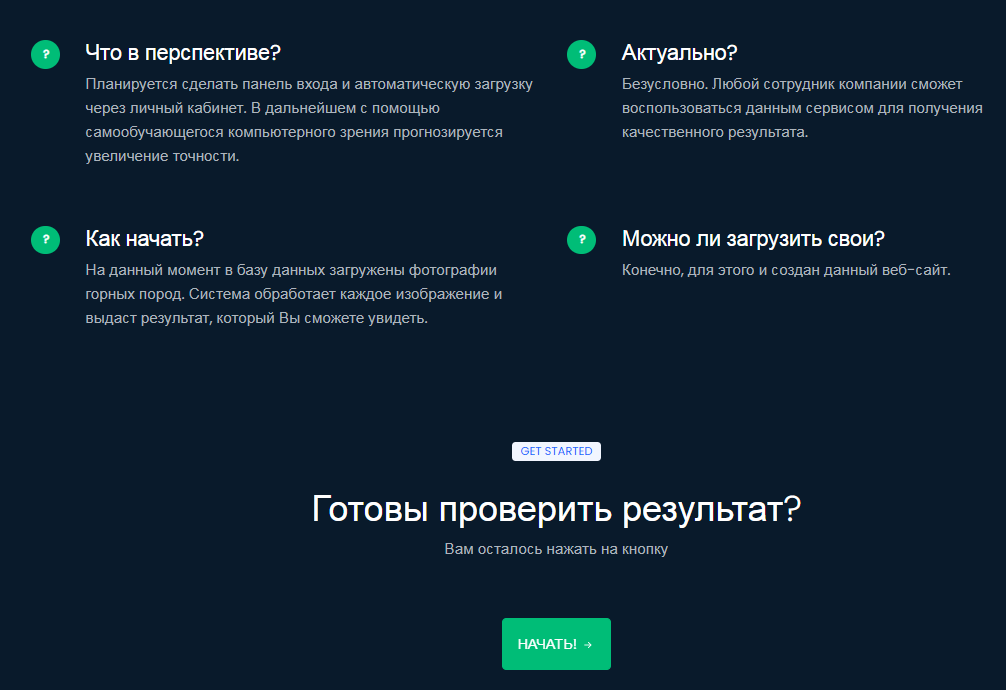 ? Что в перспективе?
Планируется сделать панель входа и автоматическую загрузку
через личный кабинет. В дальнейшем с помощью
самообучающегося компьютерного зрения прогнозируется
увеличение точности.
? Актуально?
Безусловно. Любой сотрудник компании сможет
воспользоваться данным сервисом для получения
качественного результата.
? Как начать?
На данный момент в базу данных загружены фотографии
горных пород. Система обработает каждое изображение и
выдаст результат, который Вы сможете увидеть.
? Можно ли загрузить свои?
Конечно, для этого и создан данный веб-сайт.
GET STARTED
Готовы проверить результат?
Вам осталось нажать на кнопку
НАЧАТЬ! →